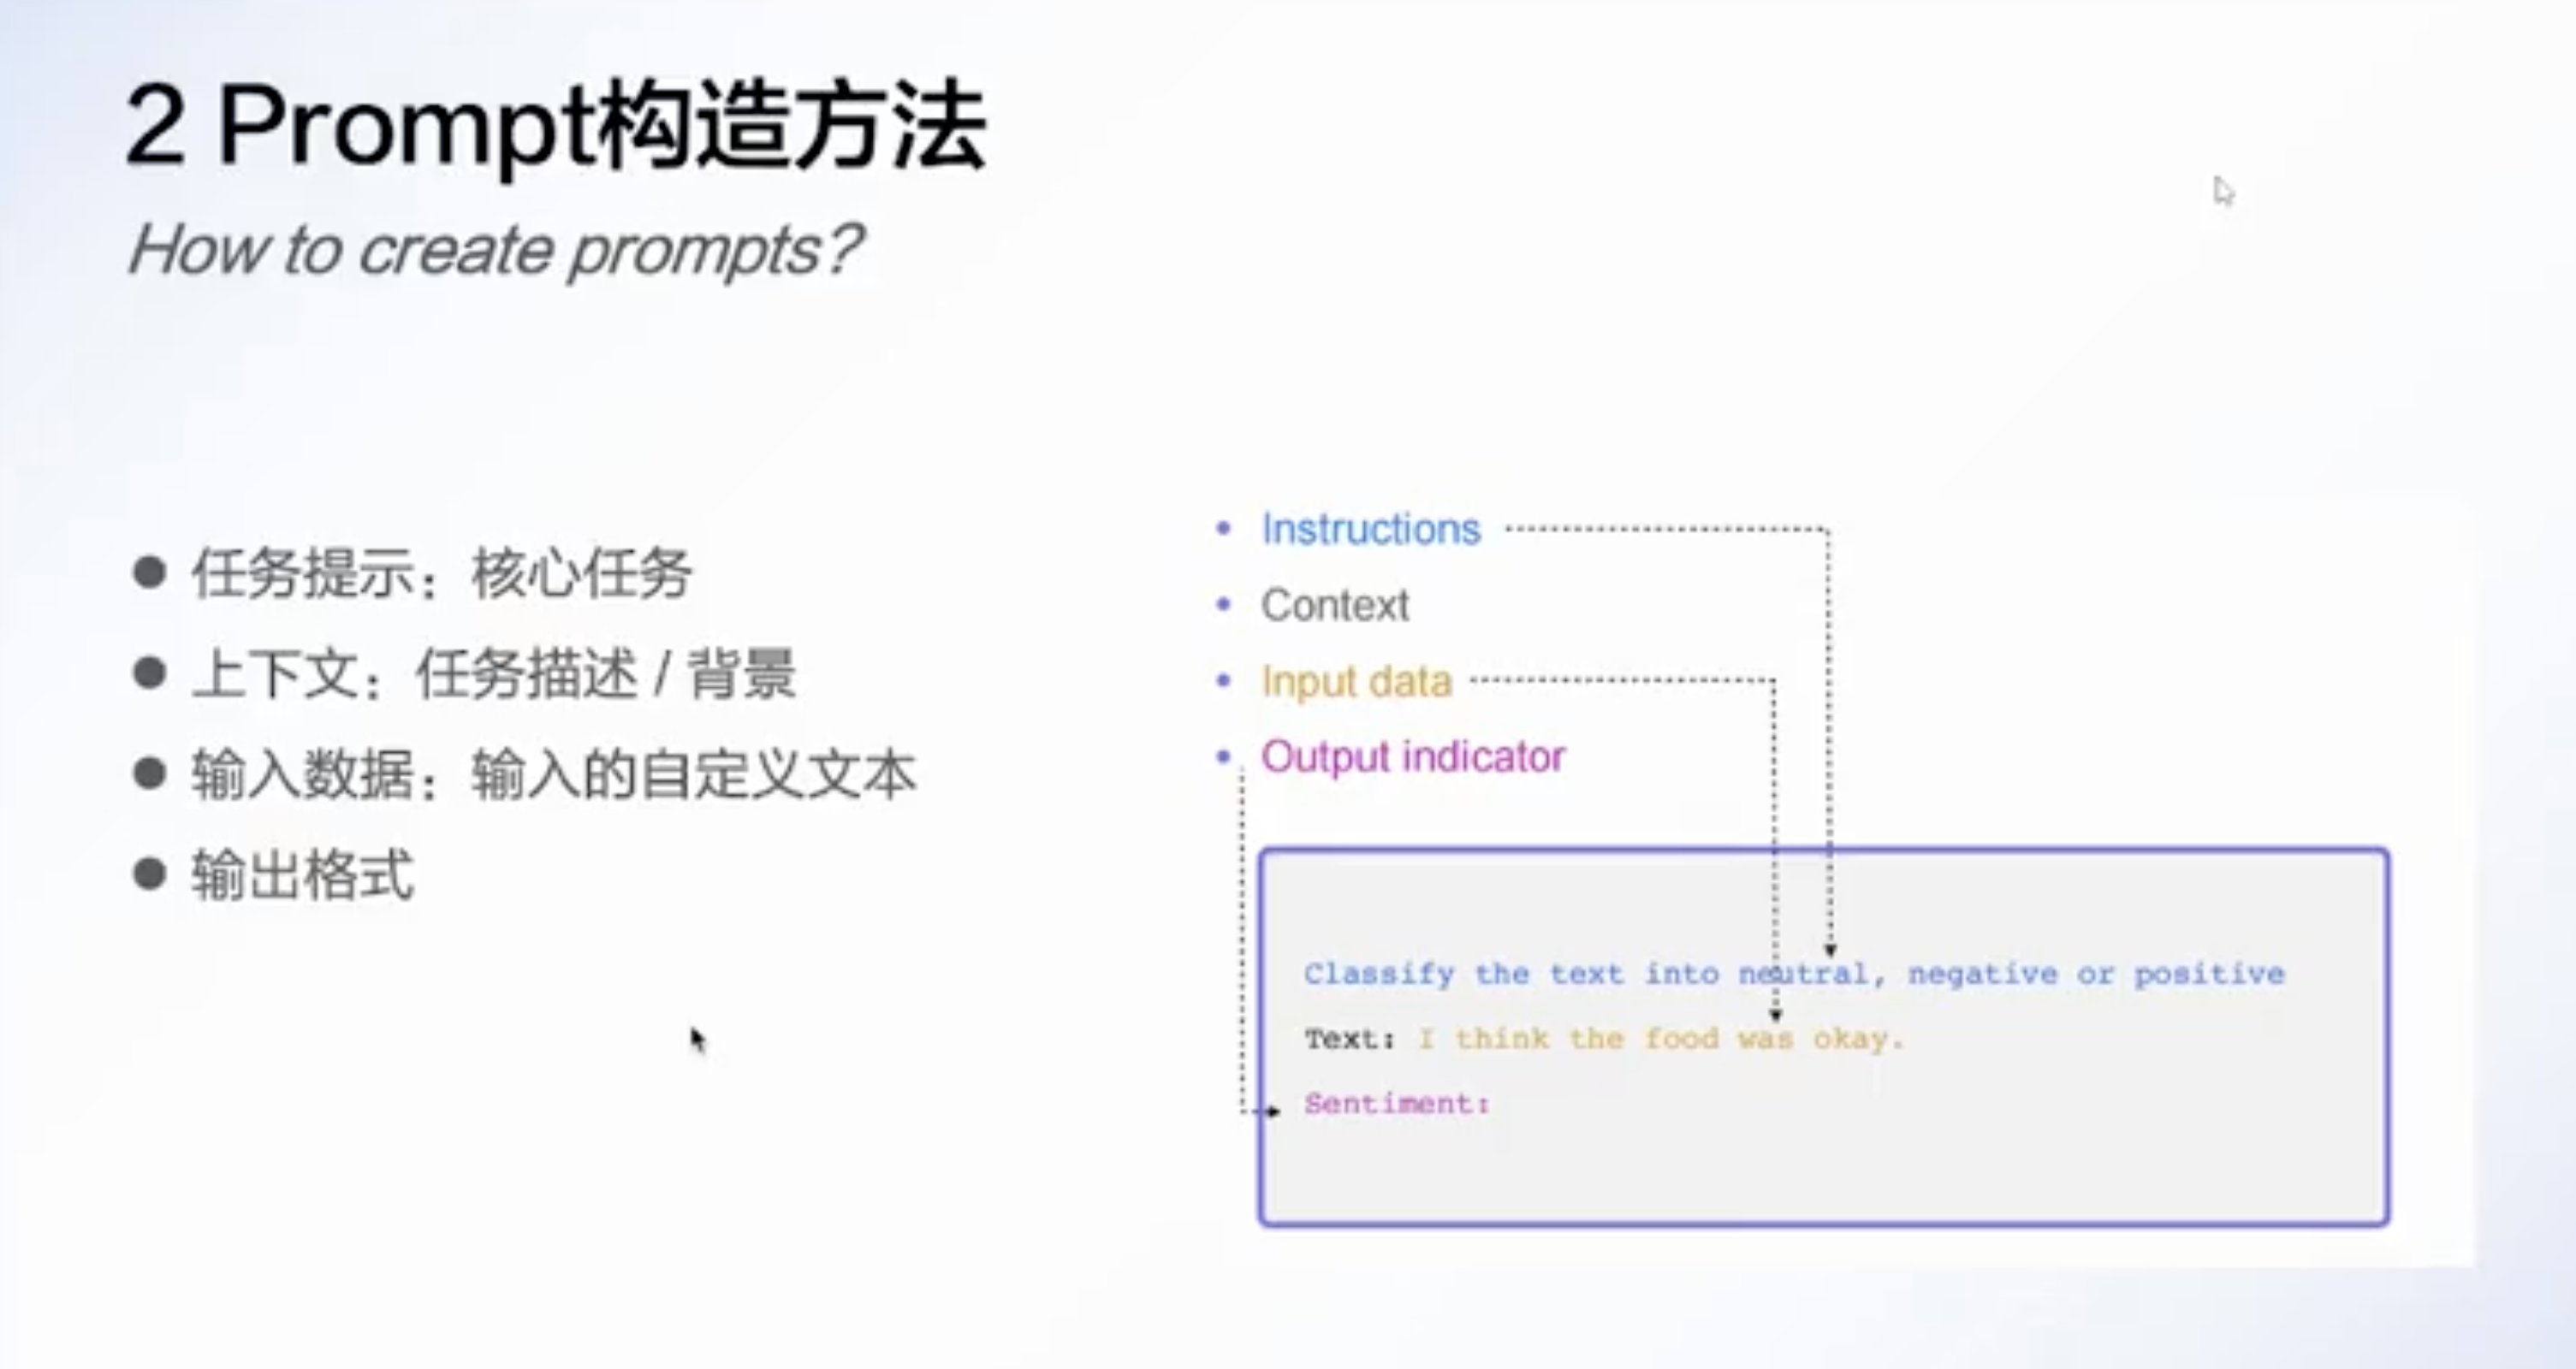 2 Prompt构造方法
How to create prompts?
● 任务提示：核心任务
● 上下文：任务描述 / 背景
● 输入数据：输入的自定义文本
● 输出格式
• Instructions
• Context
• Input data
• Output indicator
Classify the text into neutral, negative or positive
Text: I think the food was okay.
Sentiment: